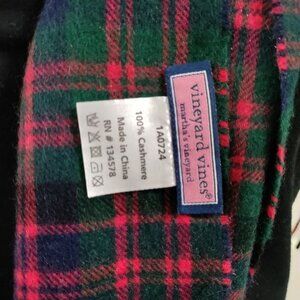 1A0724
100% Cashmere
Made in China
RN # 134578
vineyard vines®
martha's vineyard